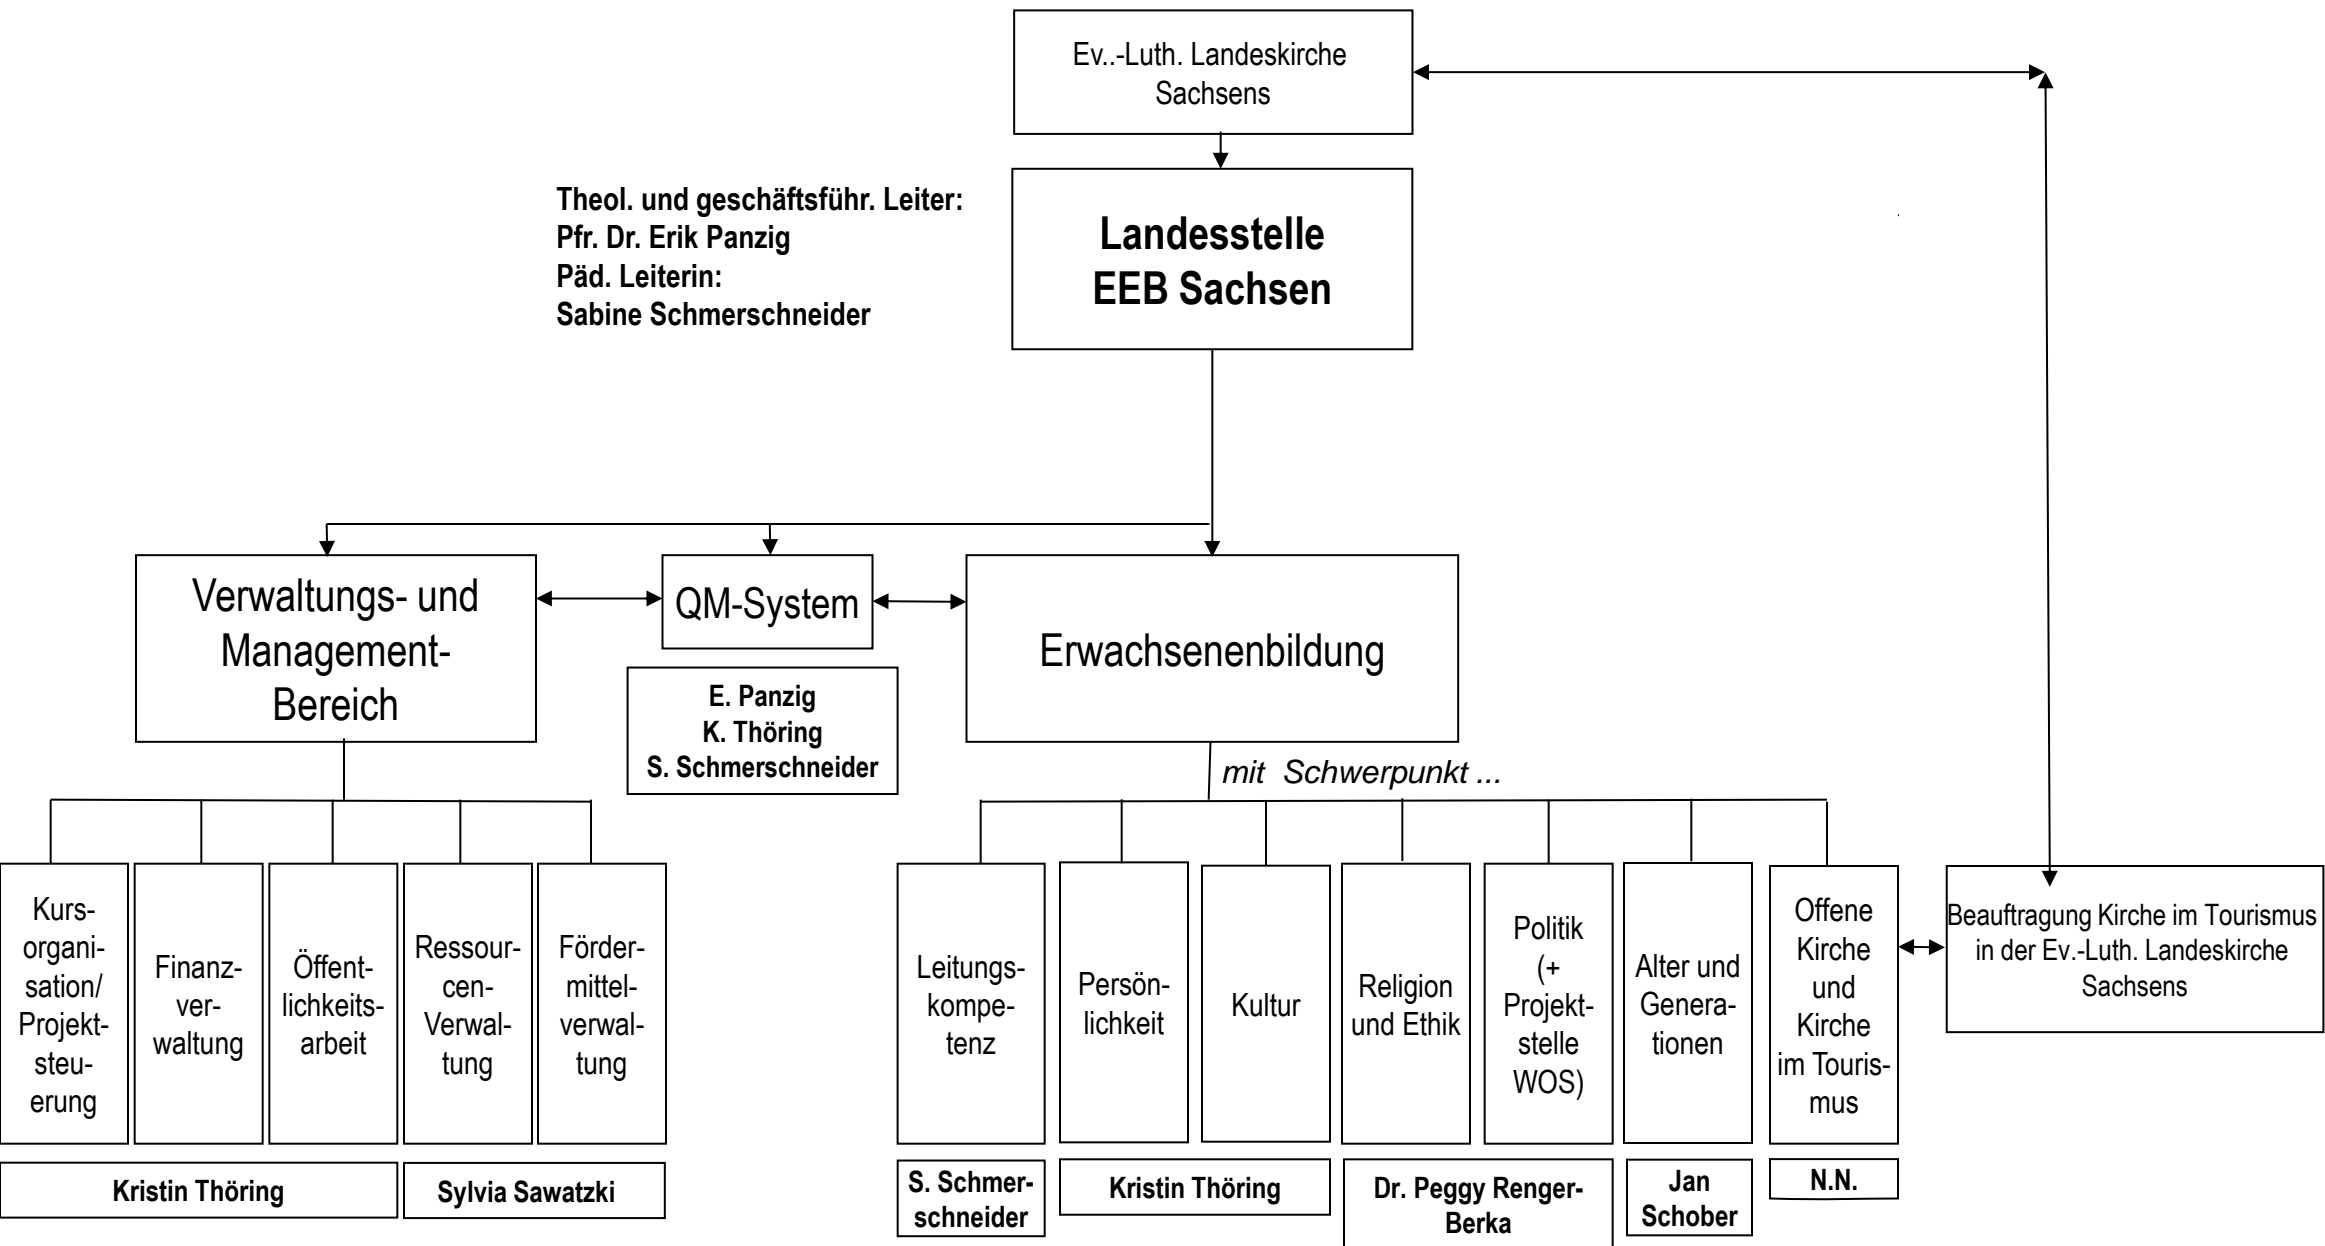 Ev..-Luth. Landeskirche
Sachsens
Theol. und geschäftsführ. Leiter:
Pfr. Dr. Erik Panzig
Päd. Leiterin:
Sabine Schmerschneider
Landesstelle
EEB Sachsen
Verwaltungs- und
Management-
Bereich
QM-System
E. Panzig
K. Thöring
S. Schmerschneider
Erwachsenenbildung
mit Schwerpunkt ...
Kurs-
organi-
sation/
Projekt-
steu-
erung
Finanz-
ver-
waltung
Öffent-
lichkeits-
arbeit
Ressour-
cen-
Verwal-
tung
Förder-
mittel-
verwal-
tung
Leitungs-
kompe-
tenz
Persön-
lichkeit
Kultur
Religion
und Ethik
Politik
(+
Projekt-
stelle
WOS)
Alter und
Genera-
tionen
Offene
Kirche
und
Kirche
im Touris-
mus
Beauftragung Kirche im Tourismus
in der Ev.-Luth. Landeskirche
Sachsens
Kristin Thöring
Sylvia Sawatzki
S. Schmer-
schneider
Kristin Thöring
Dr. Peggy Renger-
Berka
Jan
Schober
N.N.